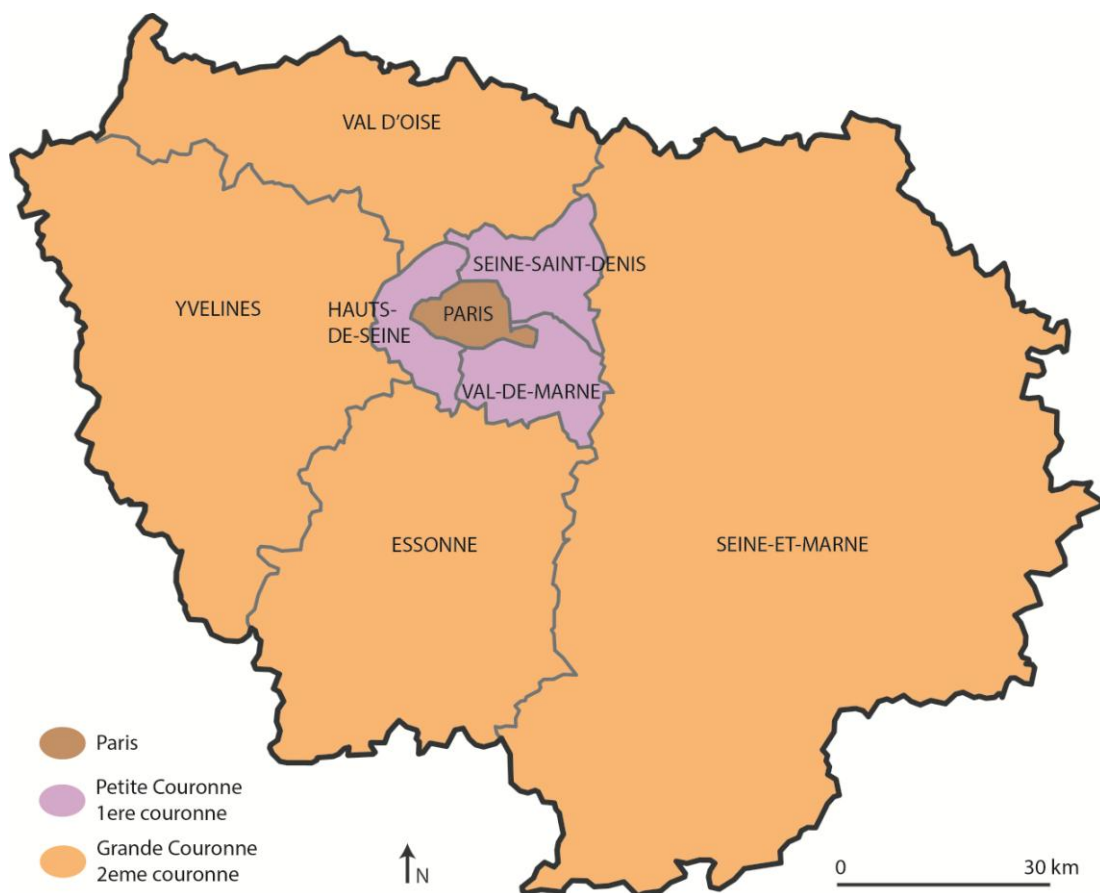 VAL D'OISE
SEINE-SAINT-DENIS
YVELINES
HAUTS-
DE-SEINE
PARIS
VAL-DE-MARNE
ESSONNE
SEINE-ET-MARNE
Paris
Petite Couronne
1ere couronne
Grande Couronne
2eme couronne
N
0 30 km